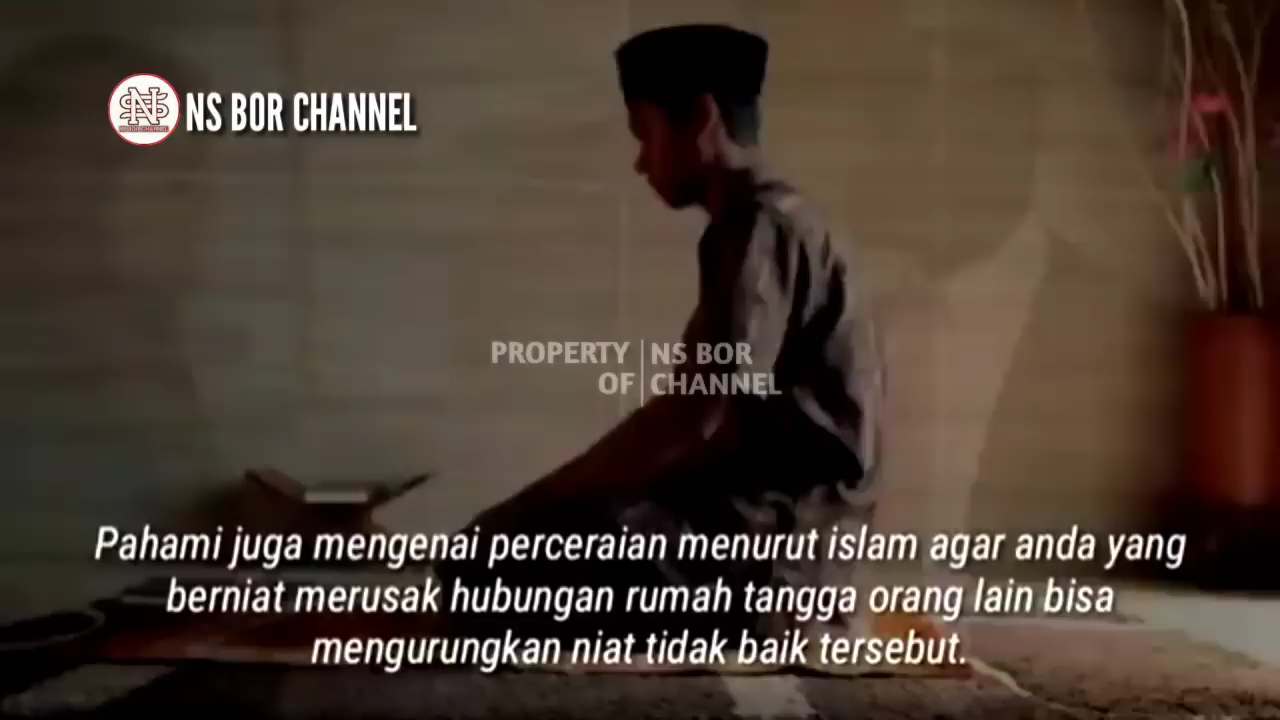 NS BOR CHANNEL
PROPERTY OF
NS BOR CHANNEL
Pahami juga mengenai perceraian menurut islam agar anda yang
berniat merusak hubungan rumah tangga orang lain bisa
mengurungkan niat tidak baik tersebut.